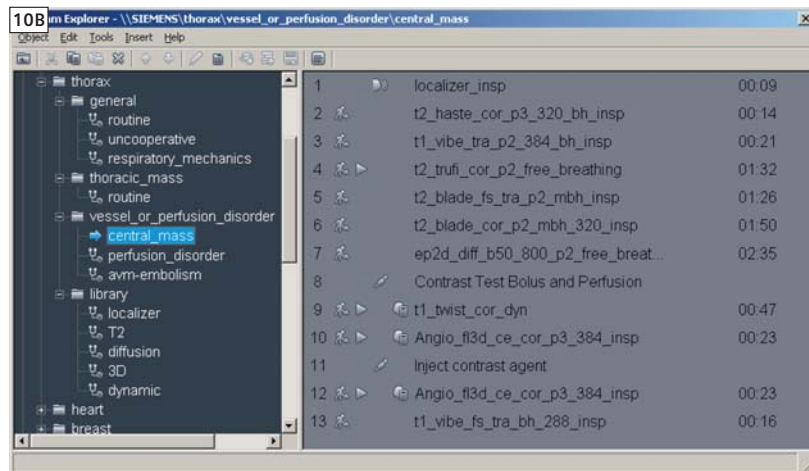 10B
am Explorer - \\SIEMENS\thorax\vessel_or_perfusion_disorder\central_mass
Object Edit Tools Insert Help
thorax
general
routine
uncooperative
respiratory_mechanics
thoracic_mass
routine
vessel_or_perfusion_disorder
central_mass
perfusion_disorder
avm-embolism
library
localizer
T2
diffusion
3D
dynamic
heart
breast
1 localizer_insp 00:09
2 t2_haste_cor_p3_320_bh_insp 00:14
3 t1_vibe_tra_p2_384_bh_insp 00:21
4 t2_trufi_cor_p2_free_breathing 01:32
5 t2_blade_fs_tra_p2_mbh_insp 01:26
6 t2_blade_cor_p2_mbh_320_insp 01:50
7 ep2d_diff_b50_800_p2_free_breat... 02:35
8 Contrast Test Bolus and Perfusion
9 t1_twist_cor_dyn 00:47
10 Angio_fl3d_ce_cor_p3_384_insp 00:23
11 Inject contrast agent
12 Angio_fl3d_ce_cor_p3_384_insp 00:23
13 t1_vibe_fs_tra_bh_288_insp 00:16